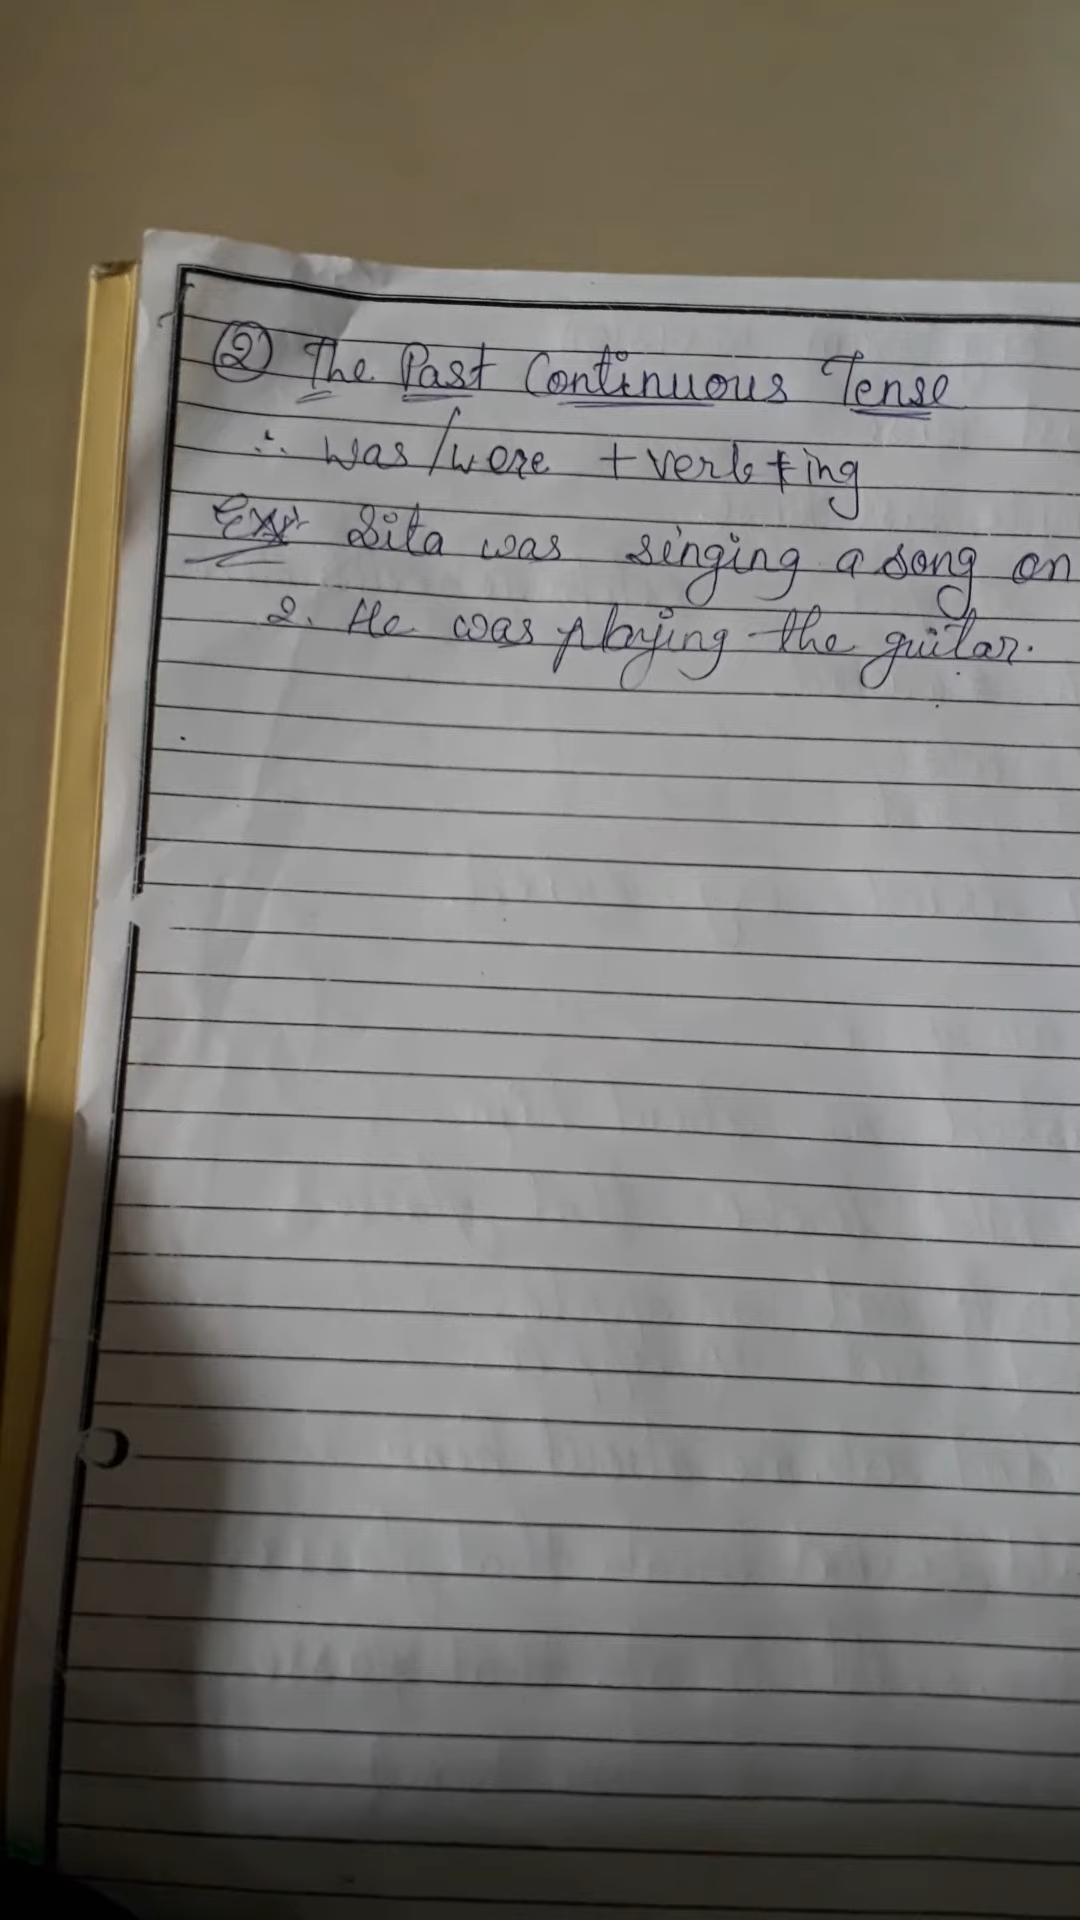 ② The Past Continuous Tense
∴ was/were + verb + ing
Ex:- Sita was singing a song on
2. He was playing the guitar.